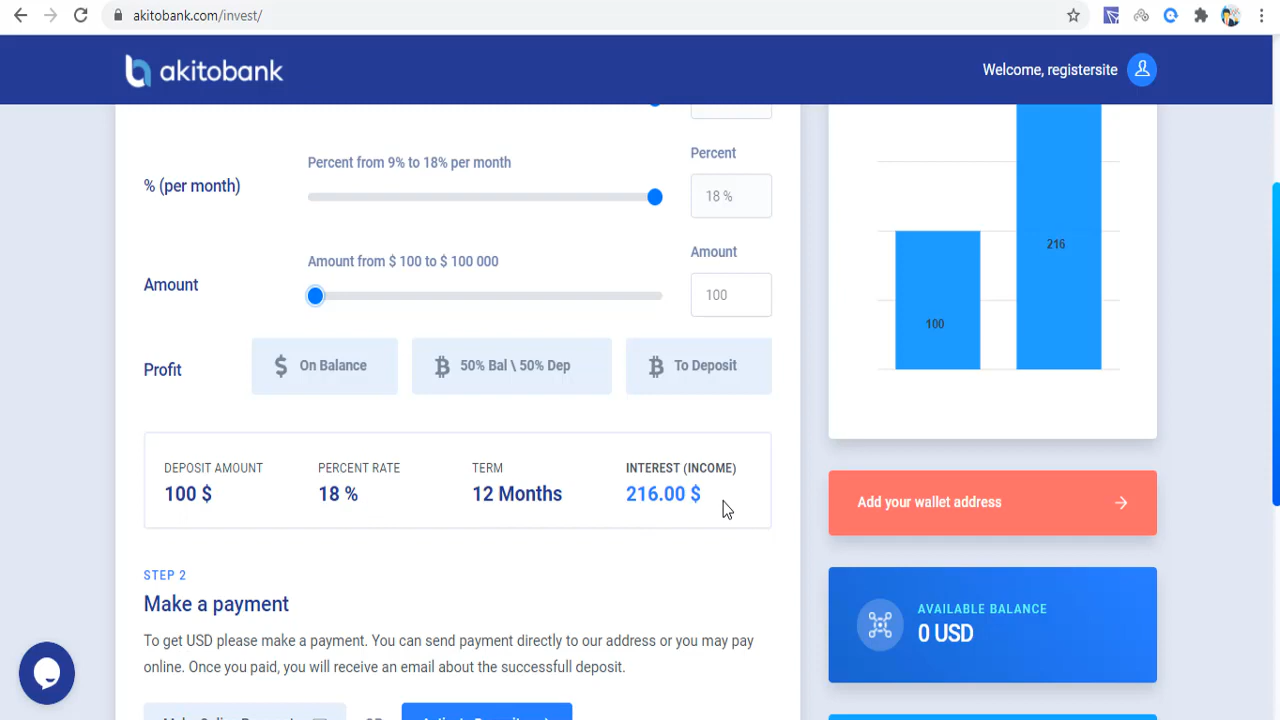 akitobank.com/invest/
akitobank
Welcome, registersite
Percent from 9% to 18% per month
Percent
% (per month)
18 %
Amount from $ 100 to $ 100 000
Amount
Amount
100
Profit
$ On Balance
50% Bal \ 50% Dep
To Deposit
DEPOSIT AMOUNT
PERCENT RATE
TERM
INTEREST (INCOME)
100 $
18 %
12 Months
216.00 $
STEP 2
Make a payment
To get USD please make a payment. You can send payment directly to our address or you may pay
online. Once you paid, you will receive an email about the successfull deposit.
100
216
Add your wallet address
AVAILABLE BALANCE
0 USD